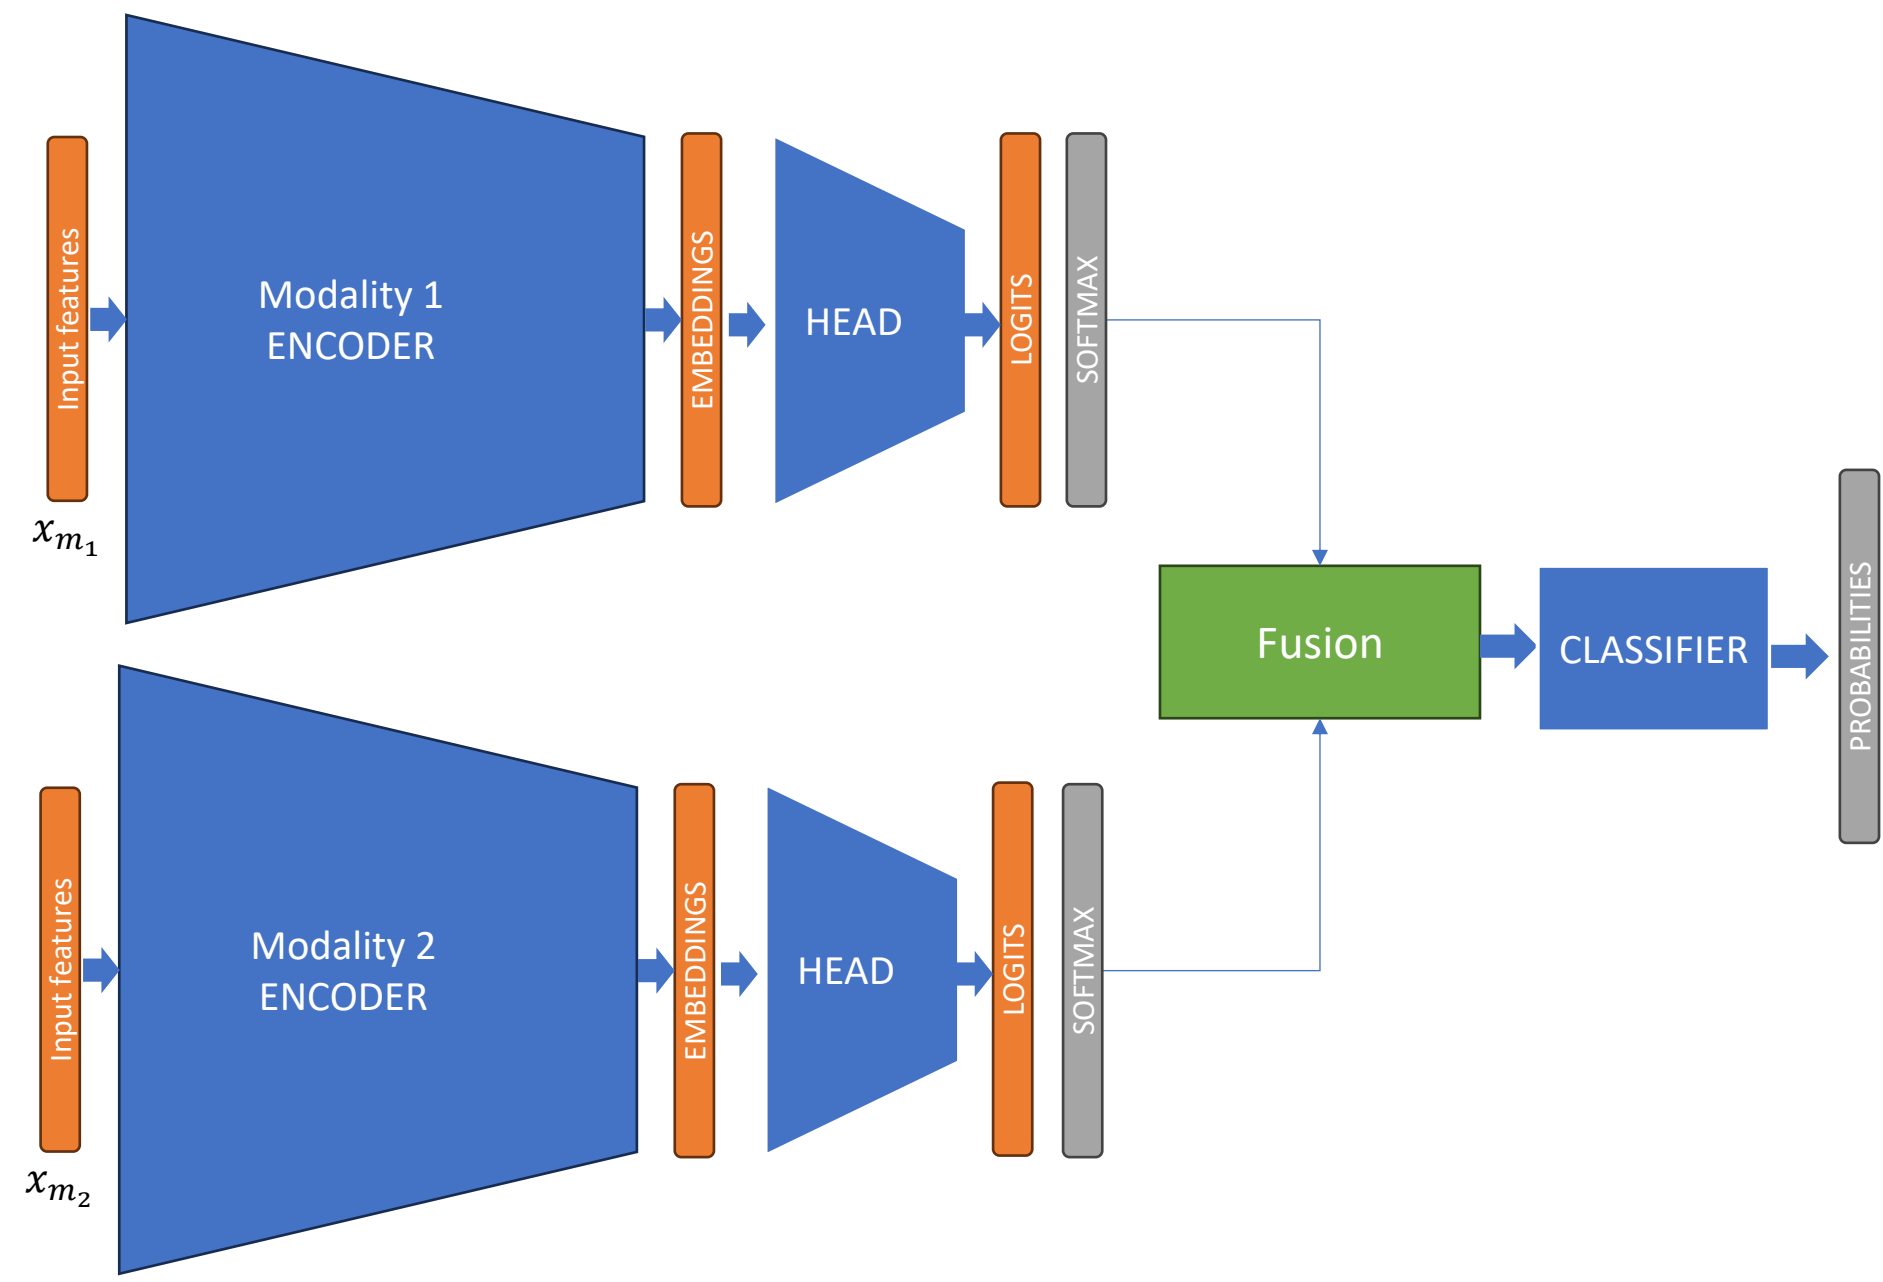 Input features
x_{m_1}
Modality 1
ENCODER
EMBEDDINGS
HEAD
LOGITS
SOFTMAX
Fusion
CLASSIFIER
PROBABILITIES
Input features
x_{m_2}
Modality 2
ENCODER
EMBEDDINGS
HEAD
LOGITS
SOFTMAX